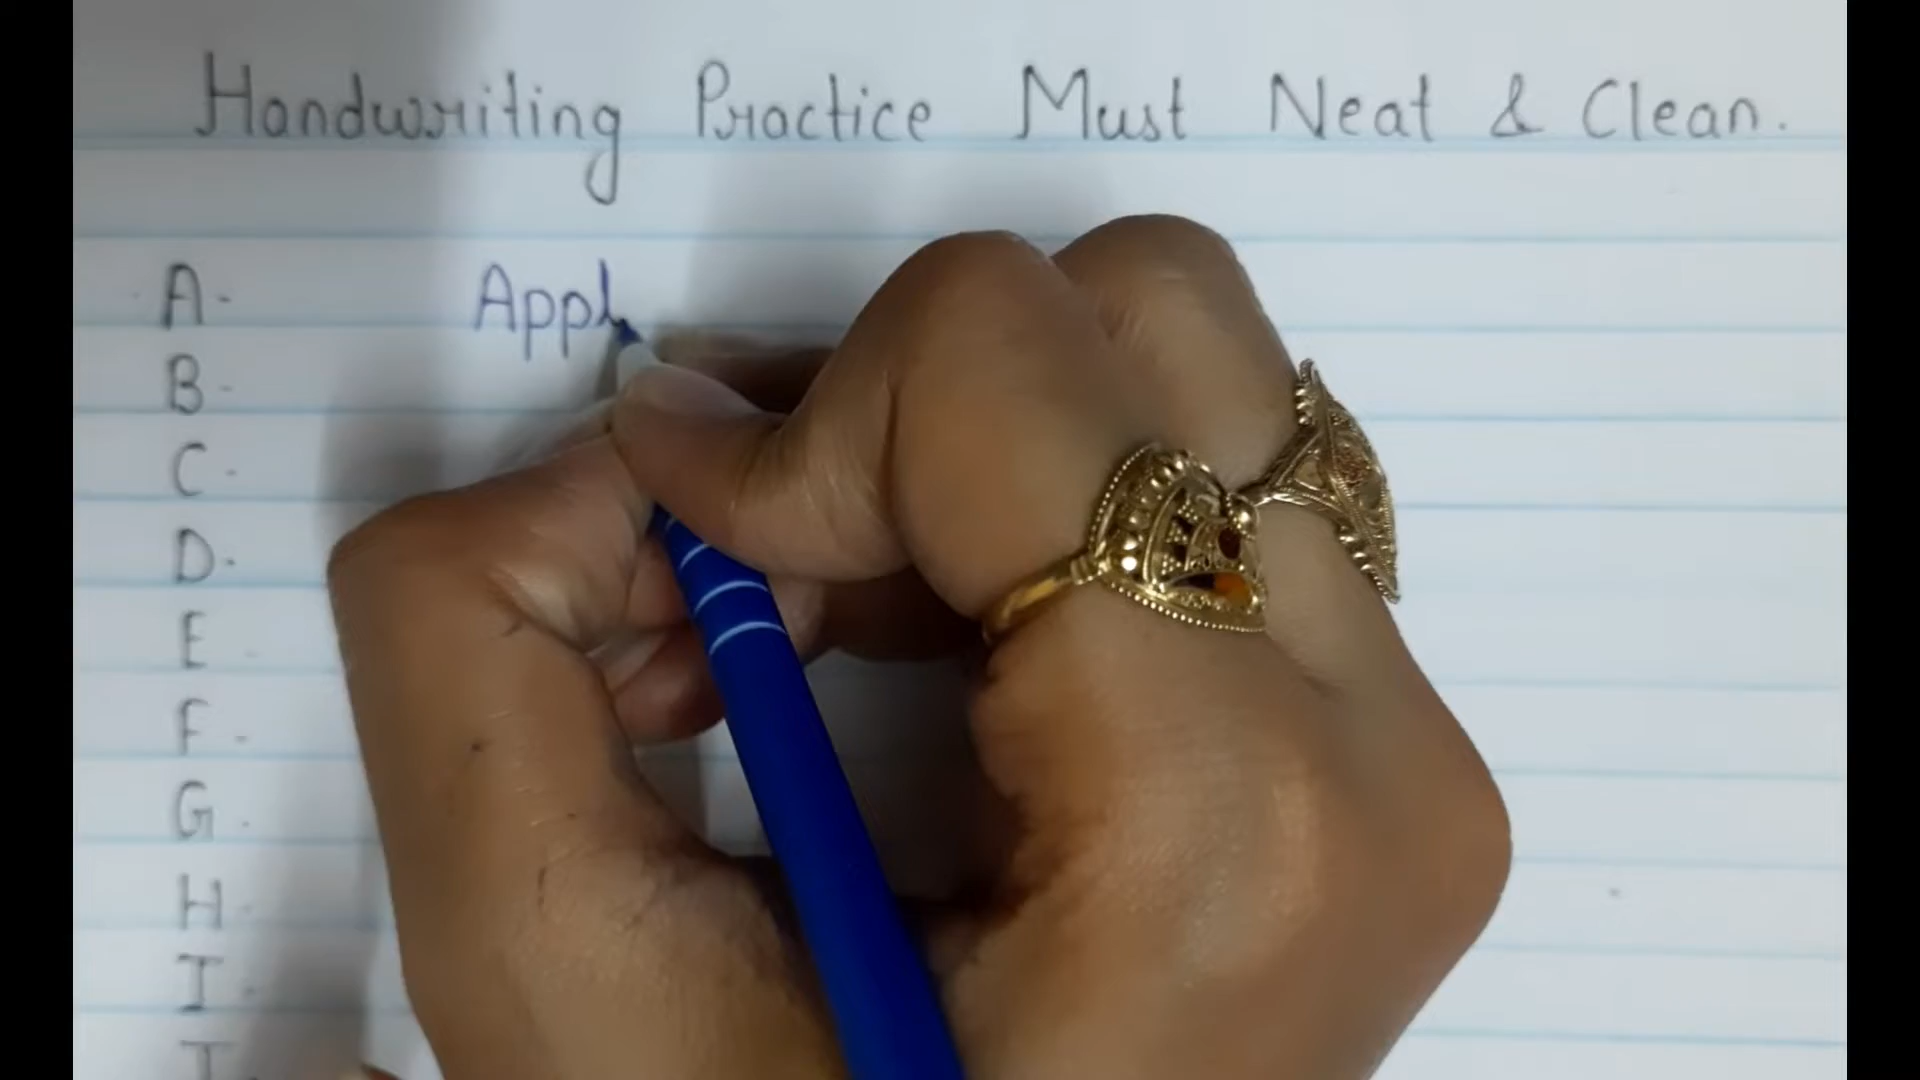 Handwriting Practice Must Neat & Clean.
A- Appl
B-
C-
D-
E-
F-
G-
H-
I-